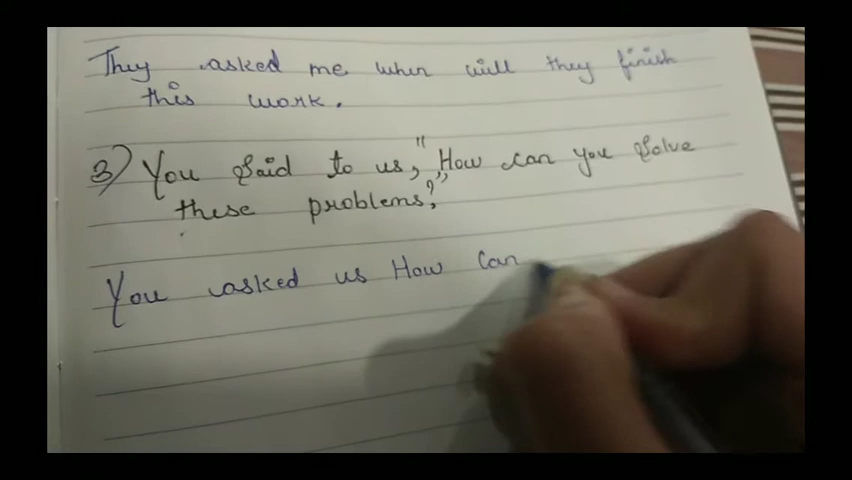 They asked me when will they finish
this work.
3) You said to us, "How can you solve
these problems?"
You asked us How can